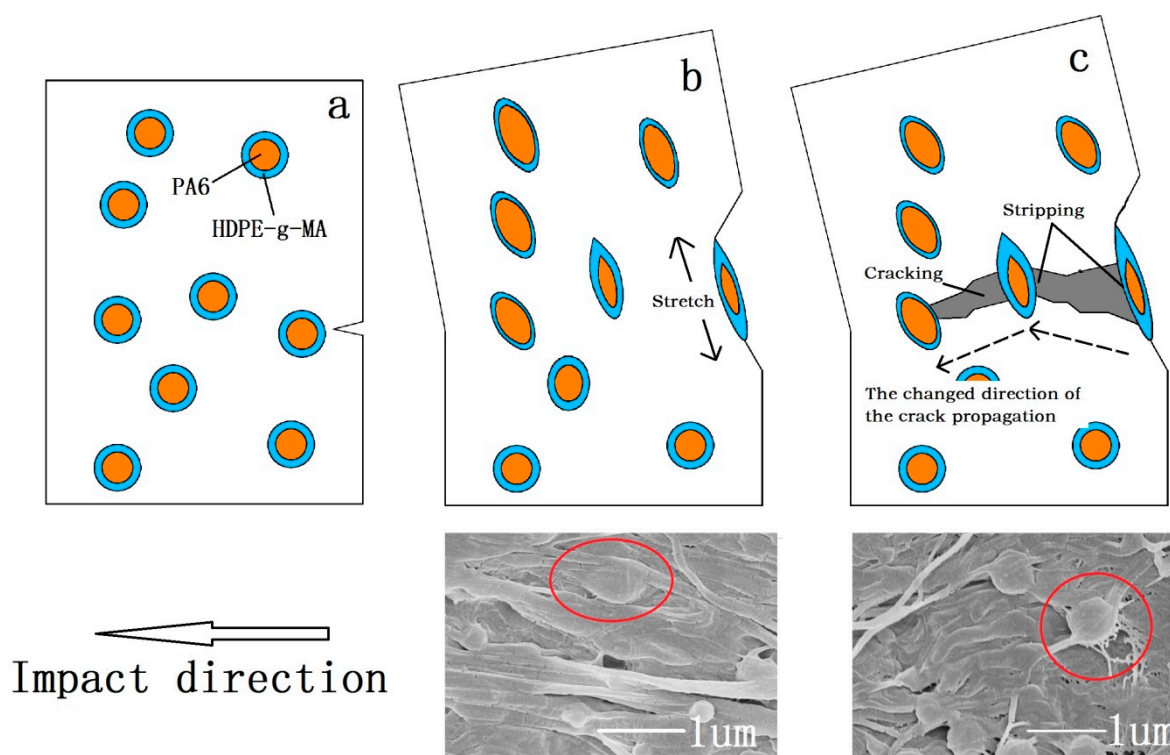 a
PA6
HDPE-g-MA
b
Stretch
c
Stripping
Cracking
The changed direction of
the crack propagation
Impact direction
1um
1um